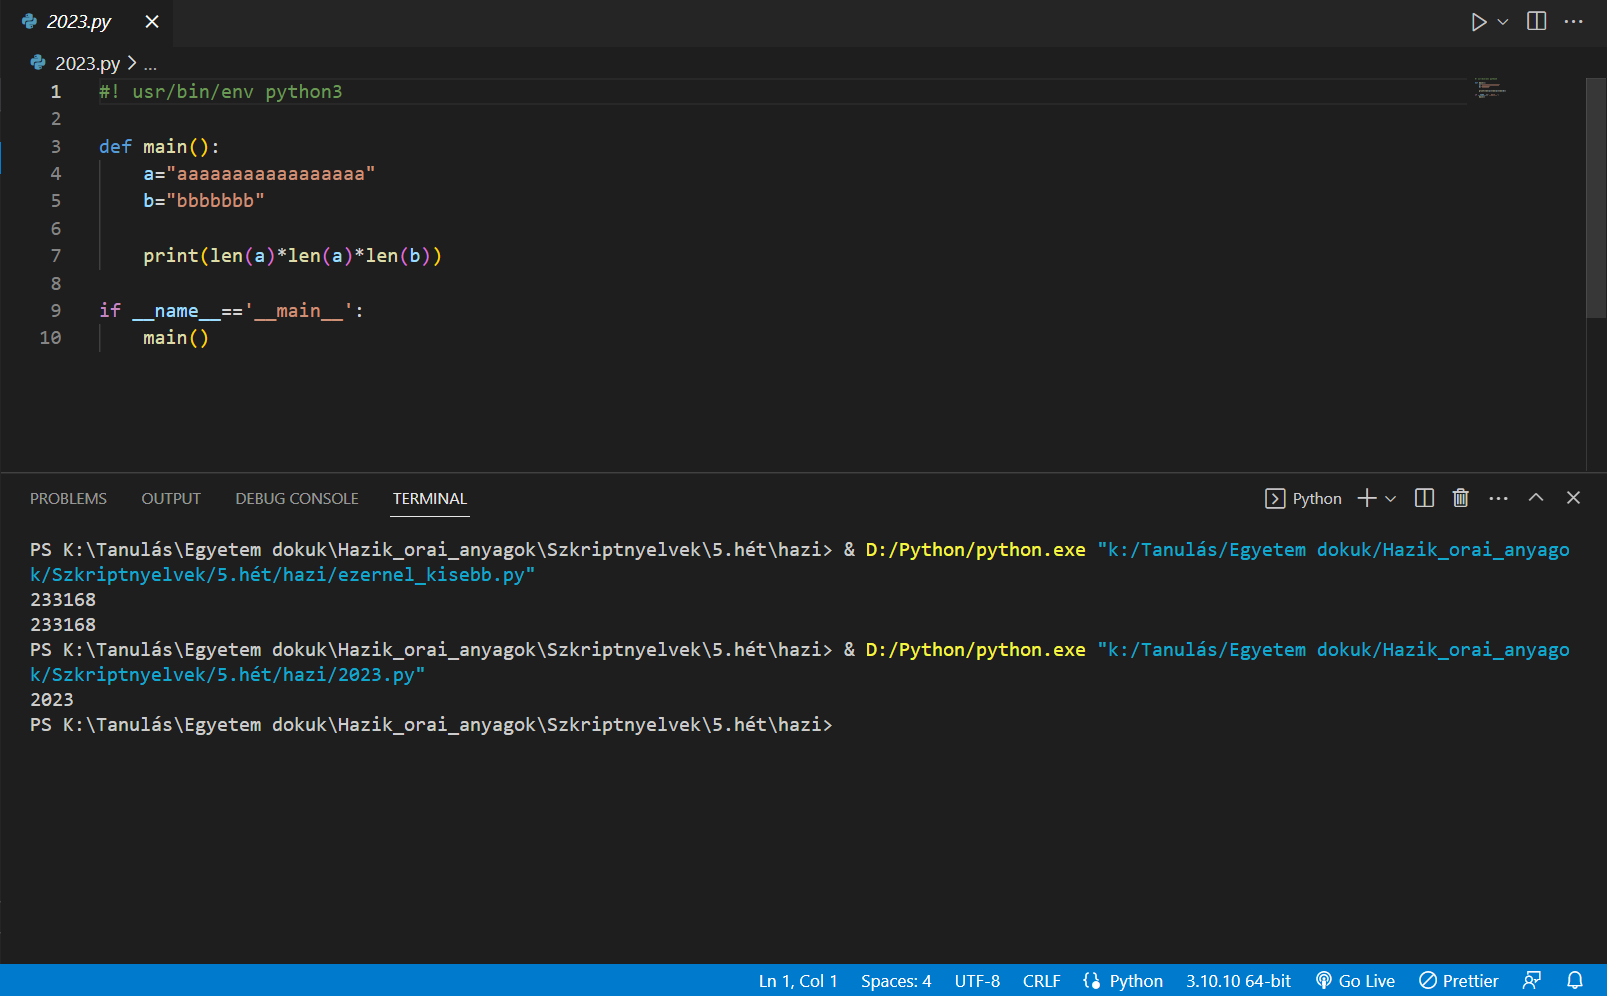 2023.py
2023.py > ...
1 #! usr/bin/env python3
2
3 def main():
4     a="aaaaaaaaaaaaaaaaa"
5     b="bbbbbbb"
6
7     print(len(a)*len(a)*len(b))
8
9 if __name__=='__main__':
10     main()
PROBLEMS OUTPUT DEBUG CONSOLE TERMINAL Python
PS K:\Tanulás\Egyetem dokuk\Hazik_orai_anyagok\Szkriptnyelvek\5.hét\hazi> & D:/Python/python.exe "k:/Tanulás/Egyetem dokuk/Hazik_orai_anyago
k/Szkriptnyelvek/5.hét/hazi/ezernel_kisebb.py"
233168
233168
PS K:\Tanulás\Egyetem dokuk\Hazik_orai_anyagok\Szkriptnyelvek\5.hét\hazi> & D:/Python/python.exe "k:/Tanulás/Egyetem dokuk/Hazik_orai_anyago
k/Szkriptnyelvek/5.hét/hazi/2023.py"
2023
PS K:\Tanulás\Egyetem dokuk\Hazik_orai_anyagok\Szkriptnyelvek\5.hét\hazi>
Ln 1, Col 1 Spaces: 4 UTF-8 CRLF Python 3.10.10 64-bit Go Live Prettier